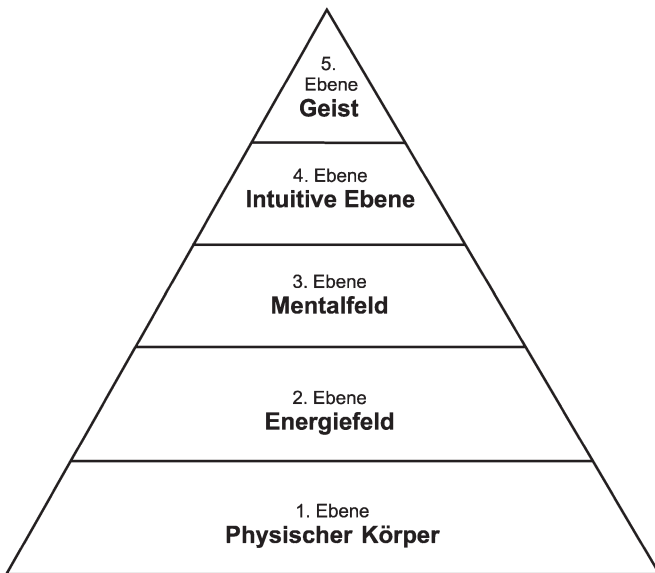 5.
Ebene
Geist
4. Ebene
Intuitive Ebene
3. Ebene
Mentalfeld
2. Ebene
Energiefeld
1. Ebene
Physischer Körper